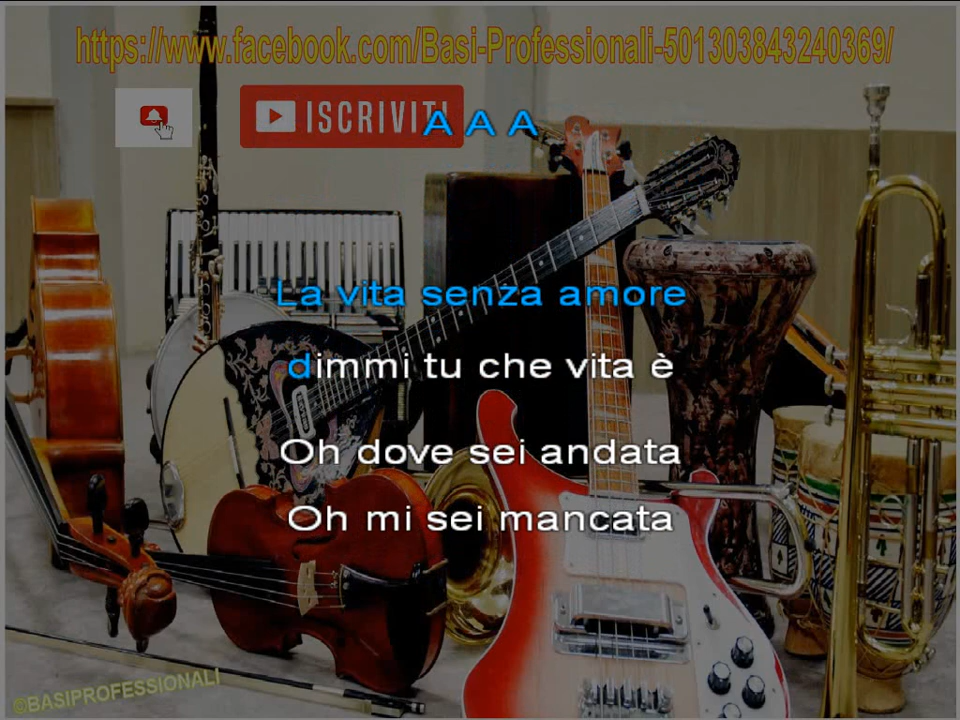 https://www.facebook.com/Basi-Professionali-501303843240369/
ISCRIVITI
A A A
La vita senza amore
dimmi tu che vita è
Oh dove sei andata
Oh mi sei mancata
©BASIPROFESSIONALI